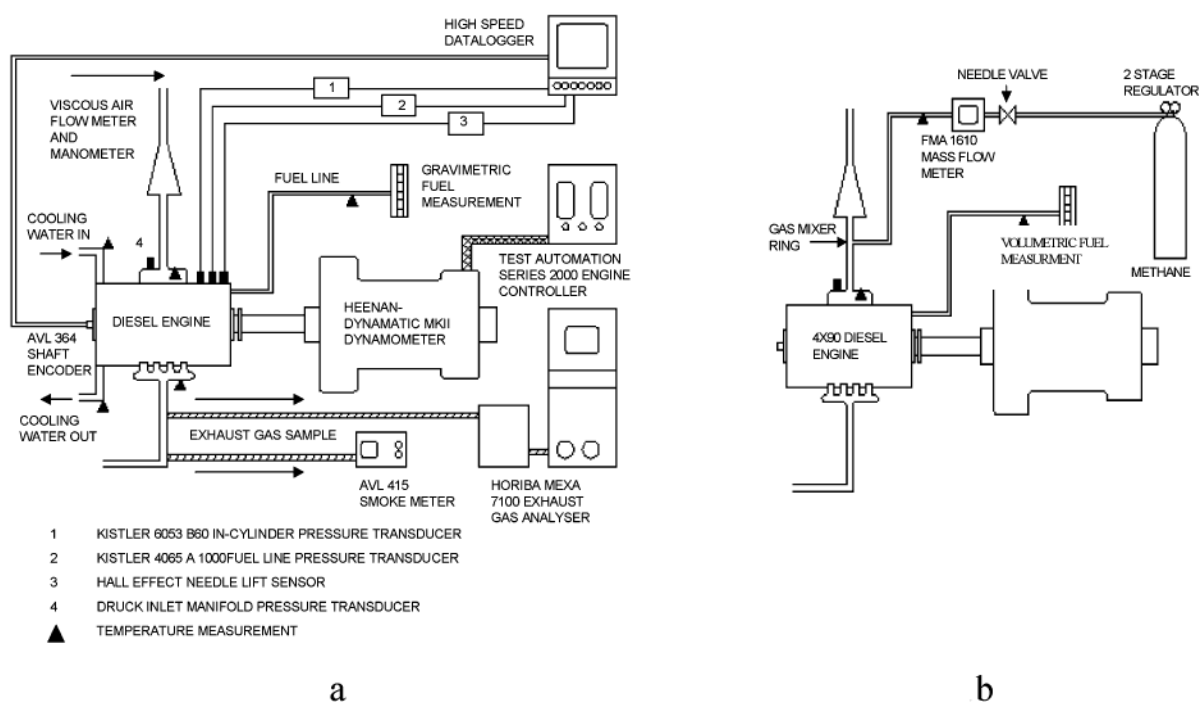 HIGH SPEED
DATALOGGER
1
2
3
VISCOUS AIR
FLOW METER
AND
MANOMETER
FUEL LINE
GRAVIMETRIC
FUEL
MEASUREMENT
COOLING
WATER IN
4
TEST AUTOMATION
SERIES 2000 ENGINE
CONTROLLER
DIESEL ENGINE
HEENAN-
DYNAMATIC MKII
DYNAMOMETER
AVL 364
SHAFT
ENCODER
COOLING
WATER OUT
EXHAUST GAS SAMPLE
AVL 415
SMOKE METER
HORIBA MEXA
7100 EXHAUST
GAS ANALYSER
1 KISTLER 6053 B60 IN-CYLINDER PRESSURE TRANSDUCER
2 KISTLER 4065 A 1000FUEL LINE PRESSURE TRANSDUCER
3 HALL EFFECT NEEDLE LIFT SENSOR
4 DRUCK INLET MANIFOLD PRESSURE TRANSDUCER
TEMPERATURE MEASUREMENT
a
NEEDLE VALVE
2 STAGE
REGULATOR
FMA 1610
MASS FLOW
METER
GAS MIXER
RING
VOLUMETRIC FUEL
MEASURMENT
METHANE
4X90 DIESEL
ENGINE
b